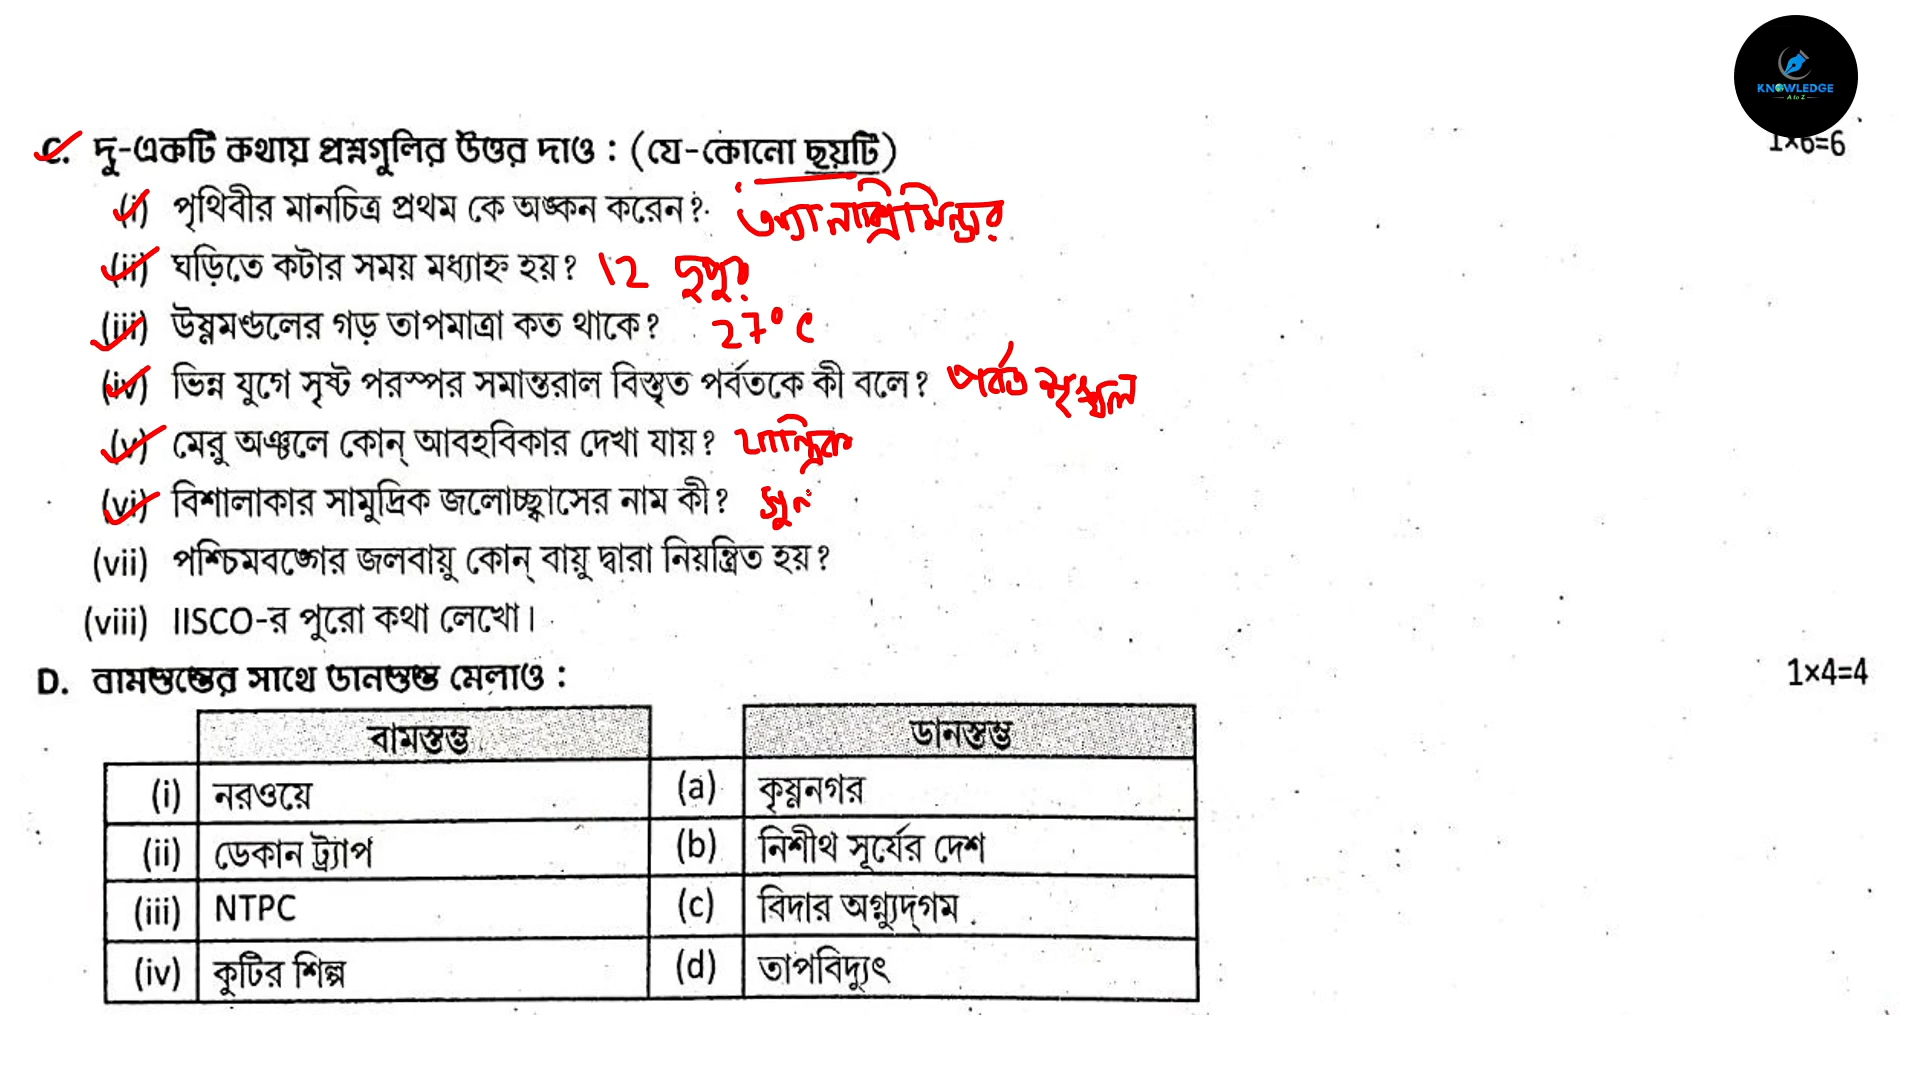 KNOWLEDGE
A to Z
C. দু-একটি কথায় প্রশ্নগুলির উত্তর দাও : (যে-কোনো ছয়টি) 1×6=6
(i) পৃথিবীর মানচিত্র প্রথম কে অঙ্কন করেন?
(ii) ঘড়িতে কটার সময় মধ্যাহ্ন হয়? 12 দুপুর
(iii) উষ্ণমণ্ডলের গড় তাপমাত্রা কত থাকে? 27° C
(iv) ভিন্ন যুগে সৃষ্ট পরস্পর সমান্তরাল বিস্তৃত পর্বতকে কী বলে? পর্বত
(v) মেরু অঞ্চলে কোন্ আবহবিকার দেখা যায়? যান্ত্রিক
(vi) বিশালাকার সামুদ্রিক জলোচ্ছ্বাসের নাম কী? সুন
(vii) পশ্চিমবঙ্গের জলবায়ু কোন্ বায়ু দ্বারা নিয়ন্ত্রিত হয়?
(viii) IISCO-র পুরো কথা লেখো।
D. বামস্তম্ভের সাথে ডানস্তম্ভ মেলাও : 1×4=4
বামস্তম্ভ ডানস্তম্ভ
(i) নরওয়ে (a) কৃষ্ণনগর
(ii) ডেকান ট্র্যাপ (b) নিশীথ সূর্যের দেশ
(iii) NTPC (c) বিদার অগ্ন্যুদ্‌গম
(iv) কুটির শিল্প (d) তাপবিদ্যুৎ